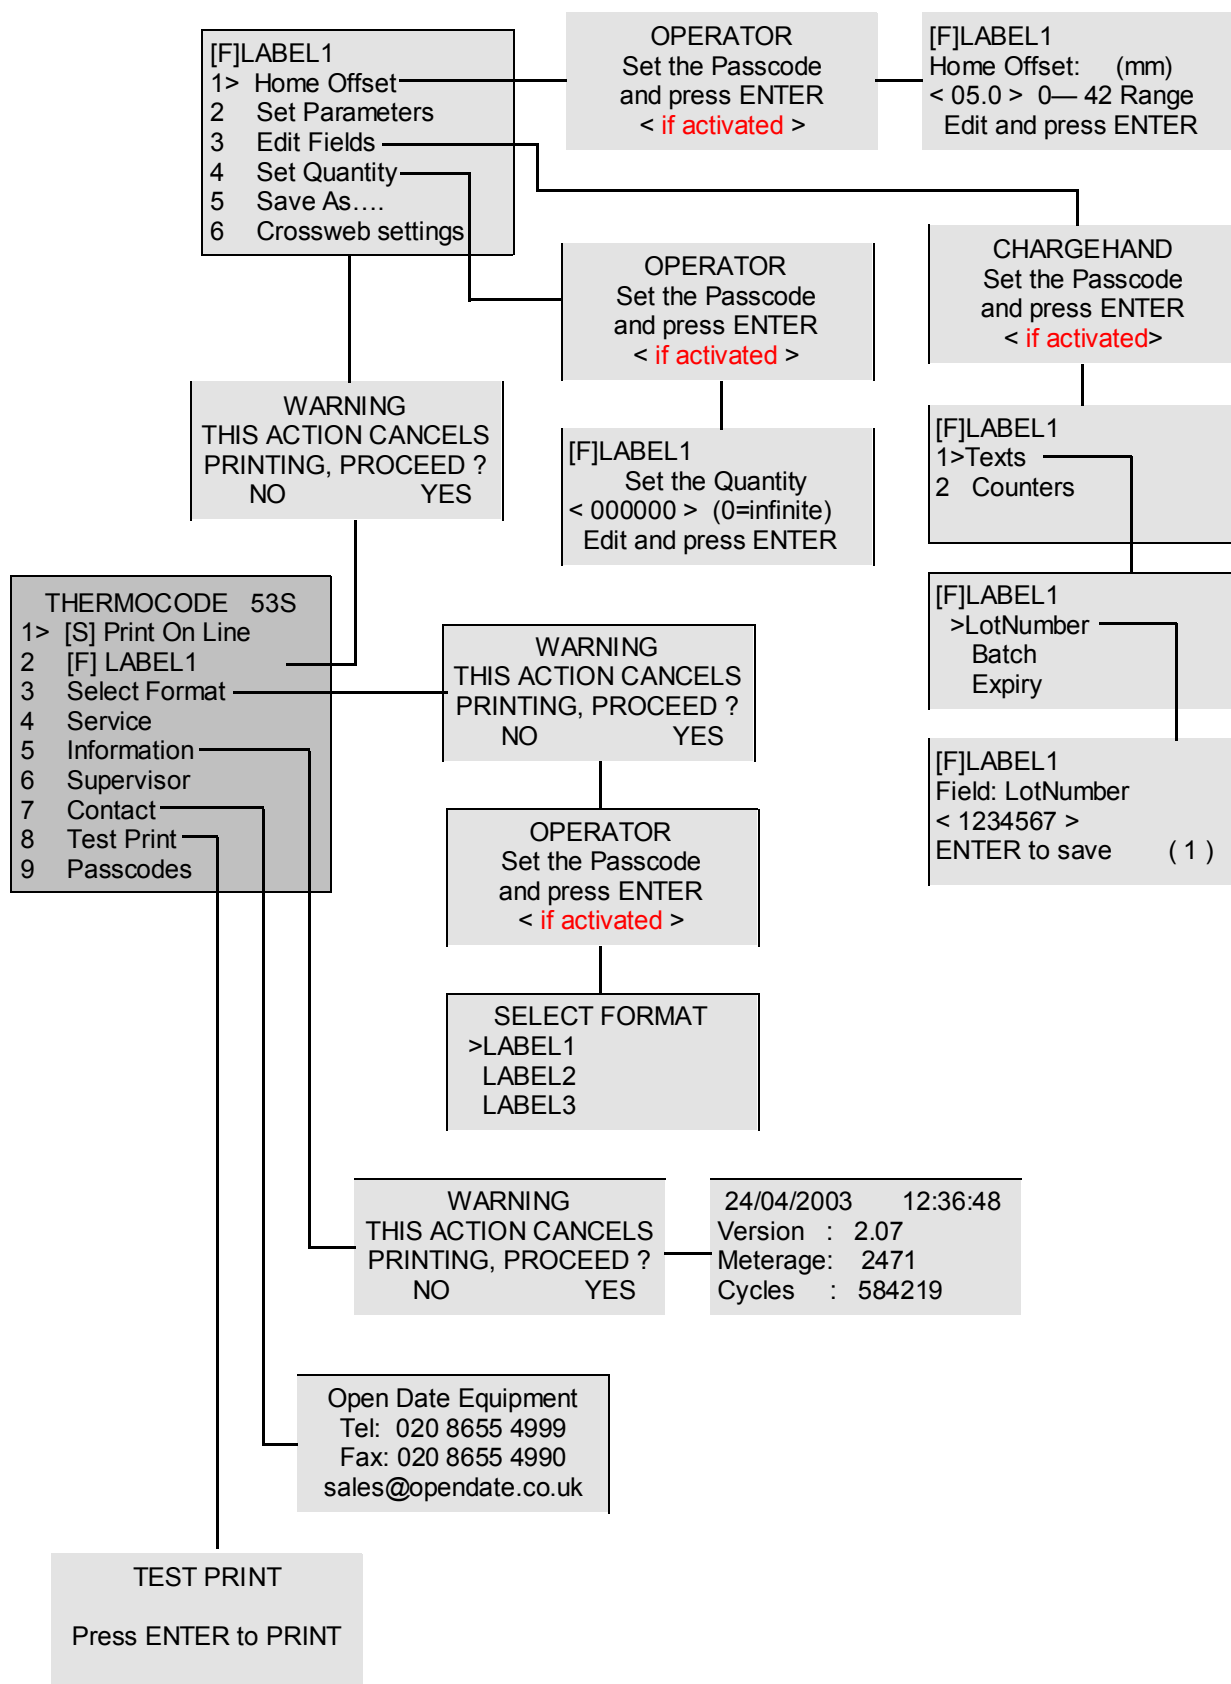 [F]LABEL1
1> Home Offset
2 Set Parameters
3 Edit Fields
4 Set Quantity
5 Save As....
6 Crossweb settings
OPERATOR
Set the Passcode
and press ENTER
< if activated >
[F]LABEL1
Home Offset: (mm)
< 05.0 > 0— 42 Range
Edit and press ENTER
OPERATOR
Set the Passcode
and press ENTER
< if activated >
CHARGEHAND
Set the Passcode
and press ENTER
< if activated>
WARNING
THIS ACTION CANCELS
PRINTING, PROCEED ?
NO YES
[F]LABEL1
Set the Quantity
< 000000 > (0=infinite)
Edit and press ENTER
[F]LABEL1
1>Texts
2 Counters
[F]LABEL1
>LotNumber
Batch
Expiry
[F]LABEL1
Field: LotNumber
< 1234567 >
ENTER to save ( 1 )
THERMOCODE 53S
1> [S] Print On Line
2 [F] LABEL1
3 Select Format
4 Service
5 Information
6 Supervisor
7 Contact
8 Test Print
9 Passcodes
WARNING
THIS ACTION CANCELS
PRINTING, PROCEED ?
NO YES
OPERATOR
Set the Passcode
and press ENTER
< if activated >
SELECT FORMAT
>LABEL1
LABEL2
LABEL3
WARNING
THIS ACTION CANCELS
PRINTING, PROCEED ?
NO YES
24/04/2003 12:36:48
Version : 2.07
Meterage: 2471
Cycles : 584219
Open Date Equipment
Tel: 020 8655 4999
Fax: 020 8655 4990
sales@opendate.co.uk
TEST PRINT
Press ENTER to PRINT